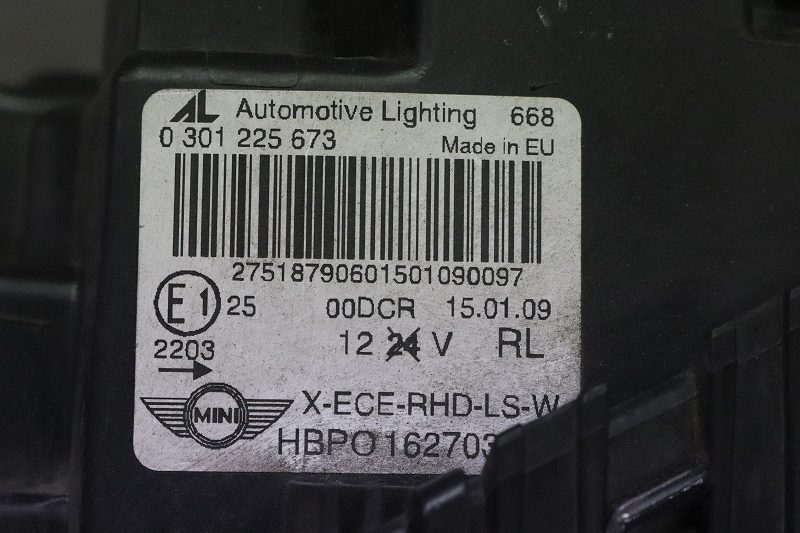 AL Automotive Lighting 668
0 301 225 673 Made in EU
27518790601501090097
E1 25 00DCR 15.01.09
2203 12 24 V RL
MINI X-ECE-RHD-LS-W
HBPO162703